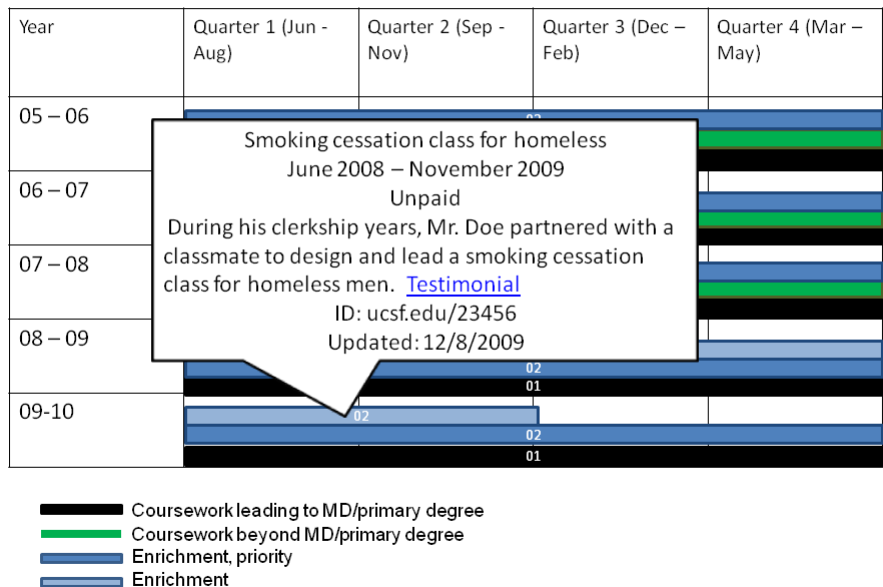 Year
Quarter 1 (Jun -
Aug)
Quarter 2 (Sep -
Nov)
Quarter 3 (Dec –
Feb)
Quarter 4 (Mar –
May)
05 – 06
Smoking cessation class for homeless
June 2008 – November 2009
Unpaid
During his clerkship years, Mr. Doe partnered with a
classmate to design and lead a smoking cessation
class for homeless men. Testimonial
ID: ucsf.edu/23456
Updated: 12/8/2009
06 – 07
07 – 08
08 – 09
02
01
09-10
02
02
01
Coursework leading to MD/primary degree
Coursework beyond MD/primary degree
Enrichment, priority
Enrichment